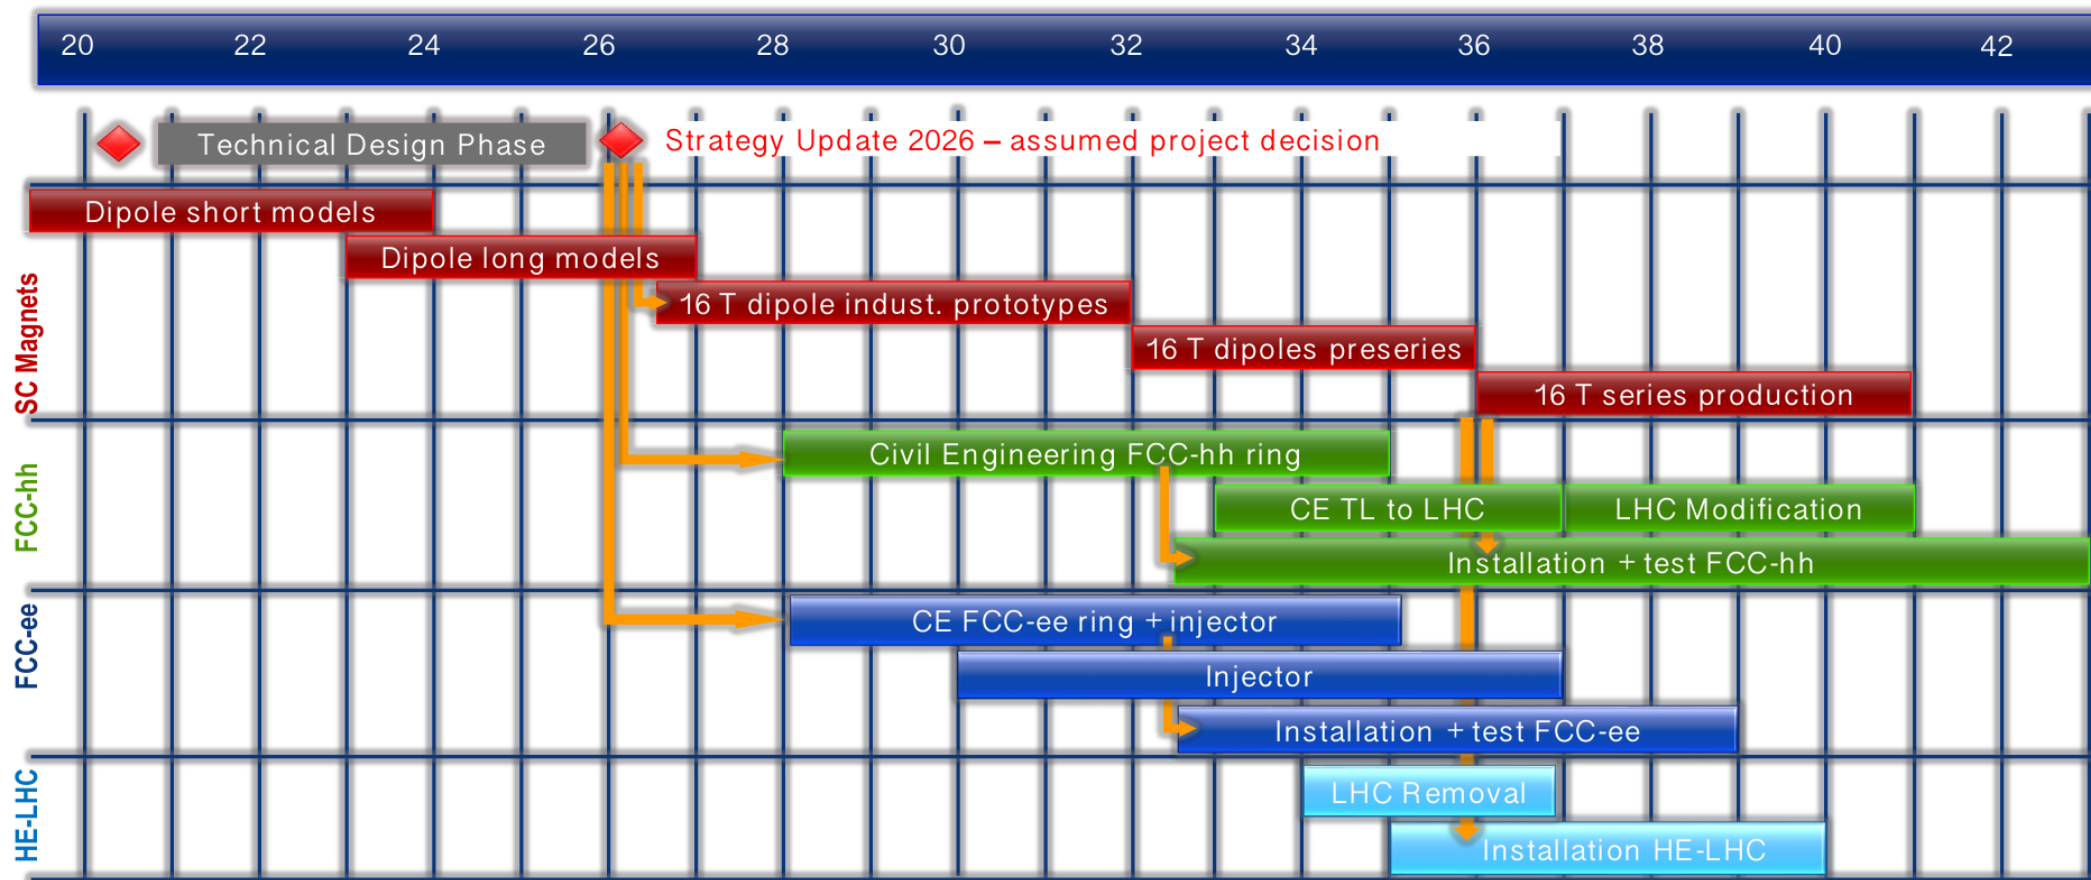 20 22 24 26 28 30 32 34 36 38 40 42
Technical Design Phase
Strategy Update 2026 – assumed project decision
SC Magnets
Dipole short models
Dipole long models
16 T dipole indust. prototypes
16 T dipoles preseries
16 T series production
FCC-hh
Civil Engineering FCC-hh ring
CE TL to LHC
LHC Modification
Installation + test FCC-hh
FCC-ee
CE FCC-ee ring + injector
Injector
Installation + test FCC-ee
HE-LHC
LHC Removal
Installation HE-LHC